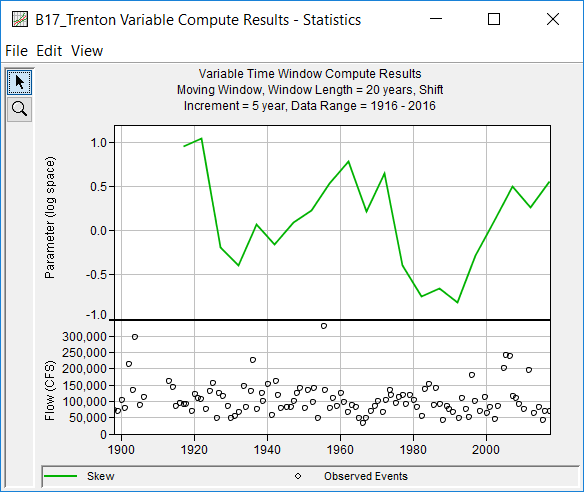 B17_Trenton Variable Compute Results - Statistics
File Edit View
Variable Time Window Compute Results
Moving Window, Window Length = 20 years, Shift
Increment = 5 year, Data Range = 1916 - 2016
Parameter (log space)
1.0
0.5
0.0
-0.5
-1.0
Flow (CFS)
300,000
250,000
200,000
150,000
100,000
50,000
0
1900 1920 1940 1960 1980 2000
Skew Observed Events